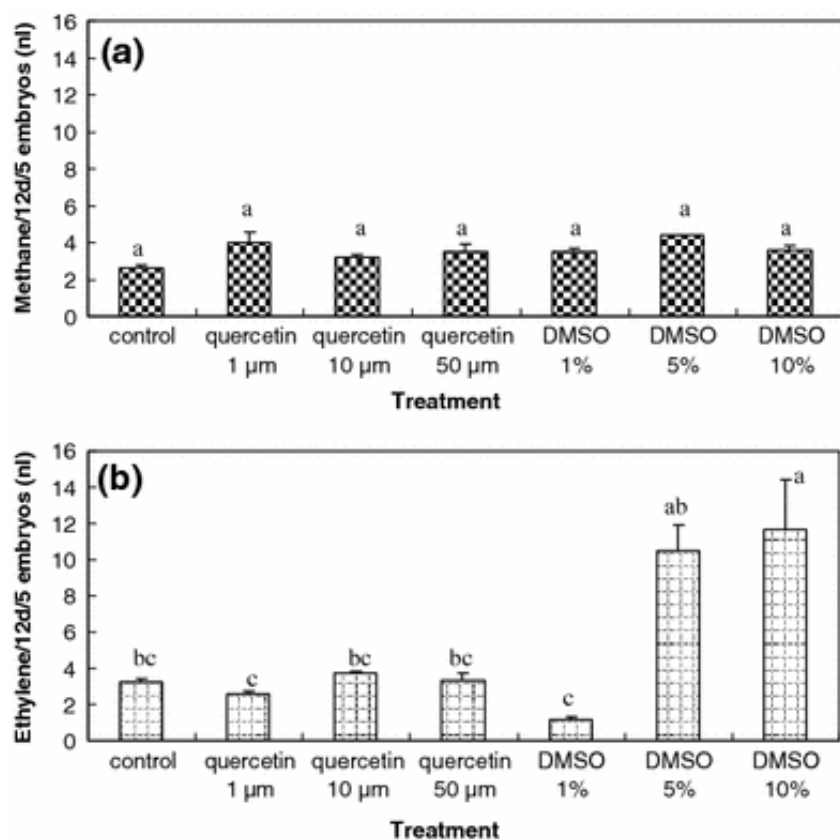 (a)
Methane/12d/5 embryos (nl)
16
14
12
10
8
6
4
2
0
a a a a a a a
control quercetin quercetin quercetin DMSO DMSO DMSO
1 µm 10 µm 50 µm 1% 5% 10%
Treatment
(b)
Ethylene/12d/5 embryos (nl)
16
14
12
10
8
6
4
2
0
bc c bc bc c ab a
control quercetin quercetin quercetin DMSO DMSO DMSO
1 µm 10 µm 50 µm 1% 5% 10%
Treatment